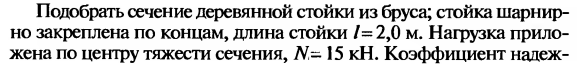 Подобрать сечение деревянной стойки из бруса; стойка шарнир-
но закреплена по концам, длина стойки l=2,0 м. Нагрузка прило-
жена по центру тяжести сечения, N= 15 кН. Коэффициент надеж-